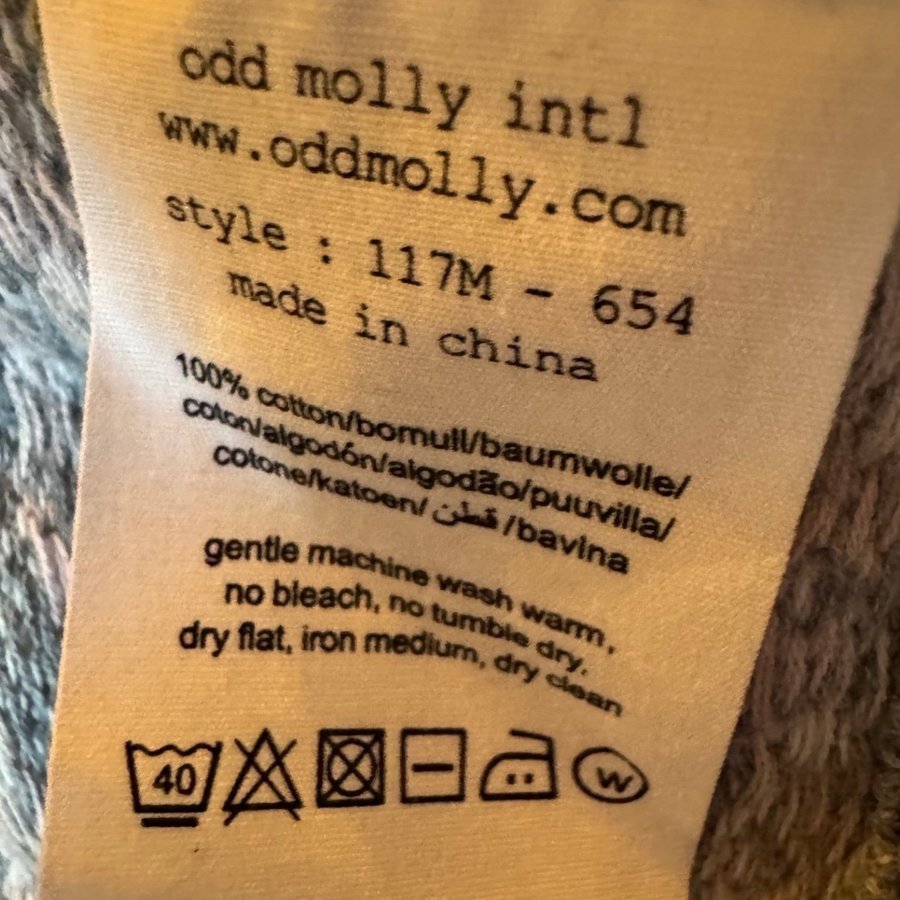 odd molly intl
www.oddmolly.com
style : 117M - 654
made in china
100% cotton/bomull/baumwolle/
coton/algodón/algodão/puuvilla/
cotone/katoen/ قطن /bavlna
gentle machine wash warm,
no bleach, no tumble dry,
dry flat, iron medium, dry clean
40
W